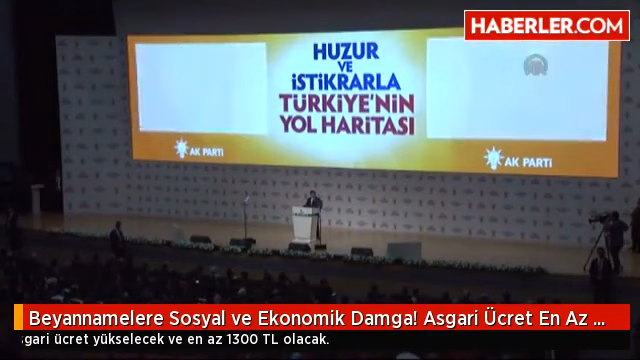 HABERLER.COM
HUZUR
VE
İSTİKRARLA
TÜRKİYE'NİN
YOL HARİTASI
AK PARTİ
AK PARTİ
Beyannamelere Sosyal ve Ekonomik Damga! Asgari Ücret En Az ...
sgari ücret yükselecek ve en az 1300 TL olacak.